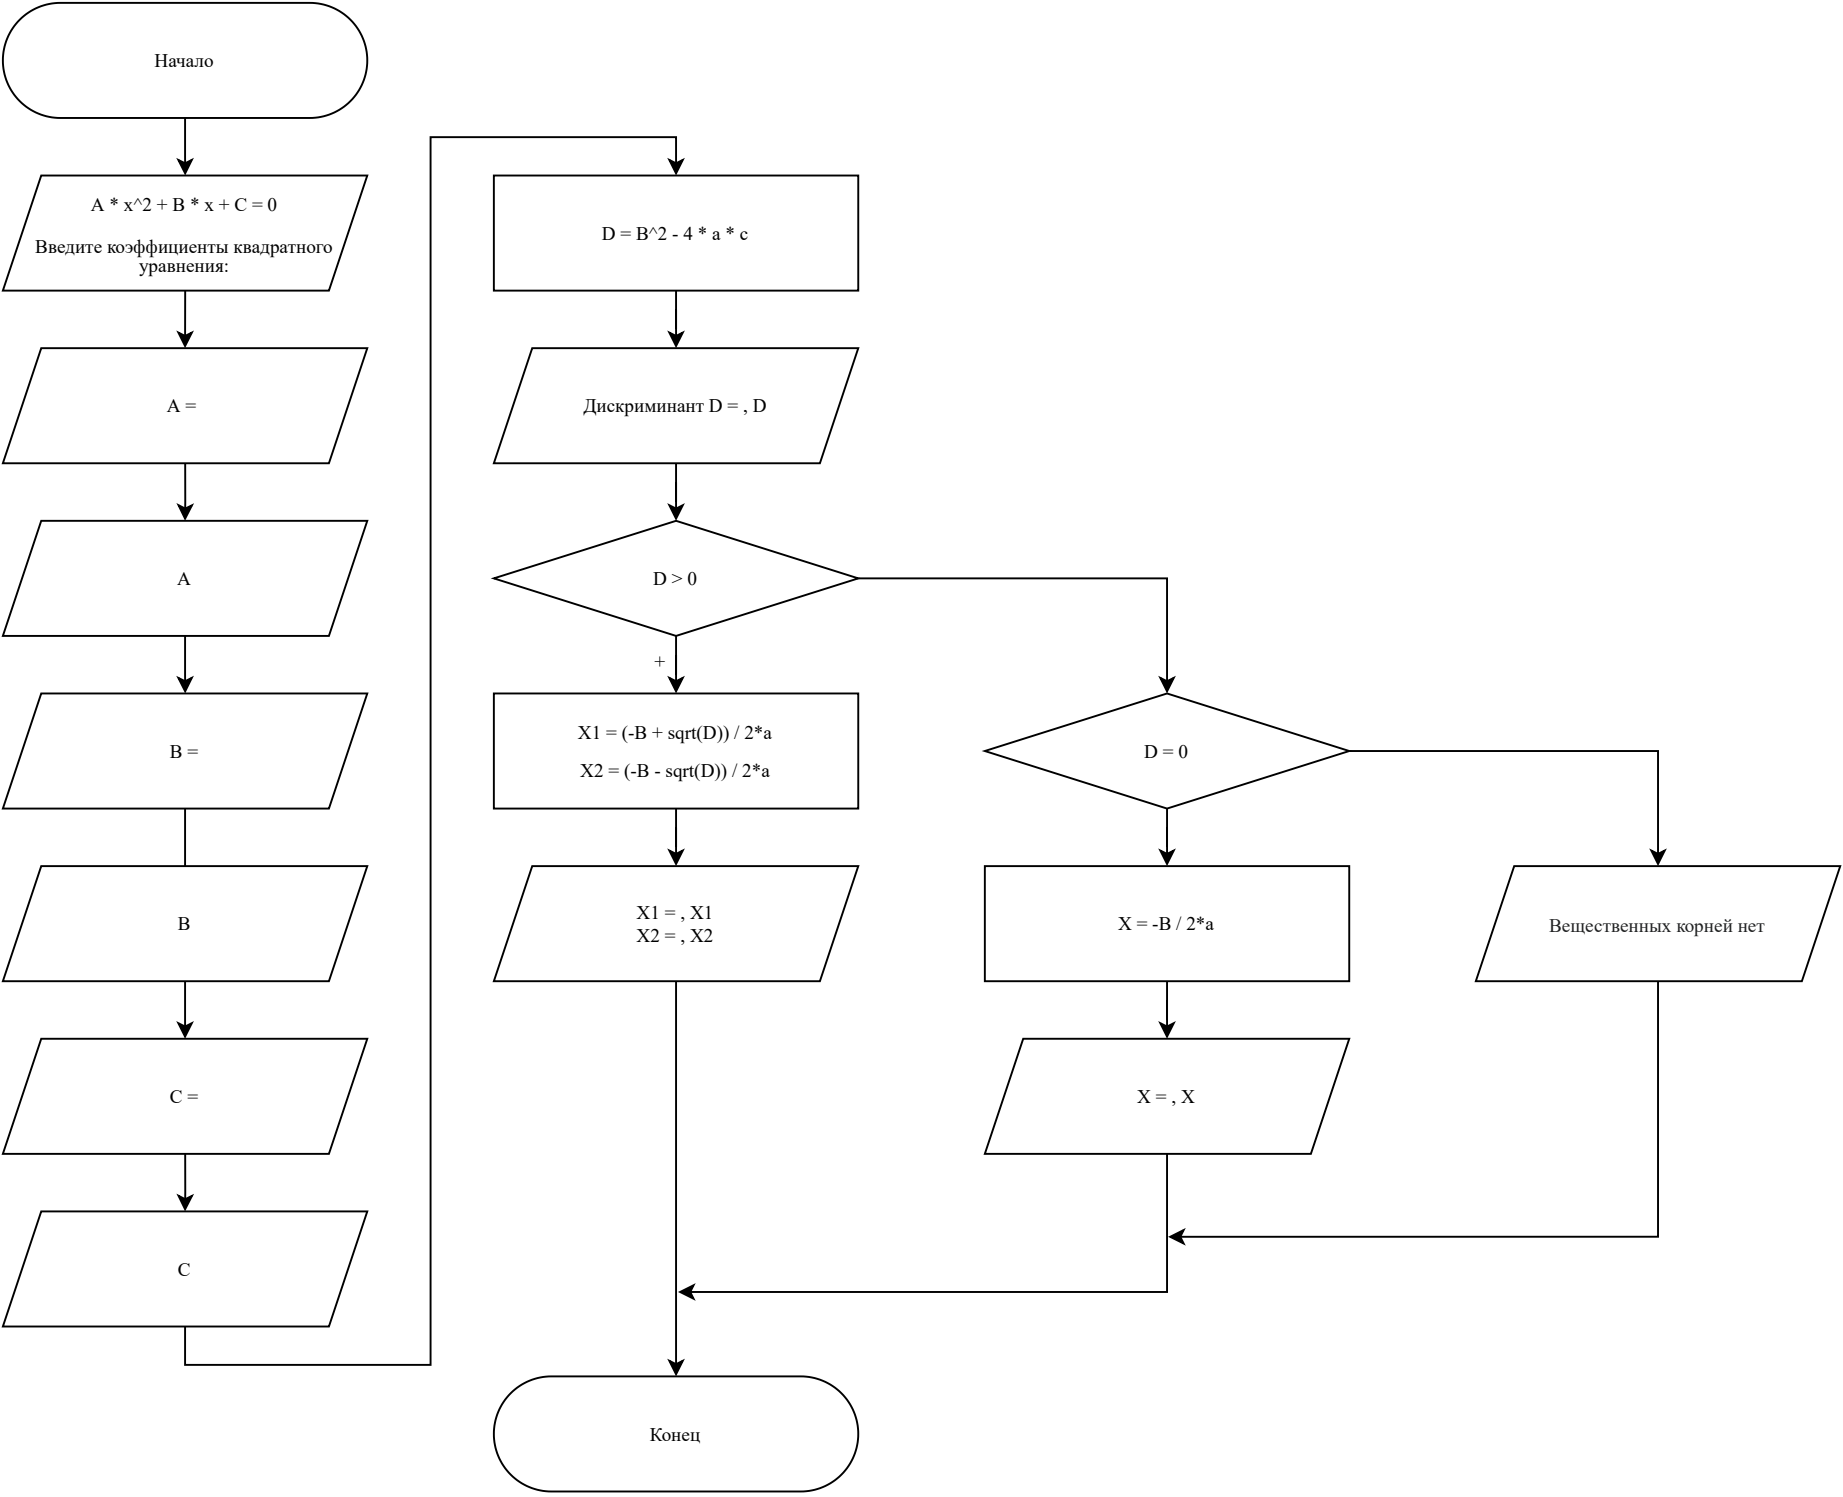 Начало
A * x^2 + B * x + C = 0
Введите коэффициенты квадратного
уравнения:
A =
A
B =
B
C =
C
D = B^2 - 4 * a * c
Дискриминант D = , D
D > 0
+
X1 = (-B + sqrt(D)) / 2*a
X2 = (-B - sqrt(D)) / 2*a
X1 = , X1
X2 = , X2
D = 0
X = -B / 2*a
X = , X
Вещественных корней нет
Конец